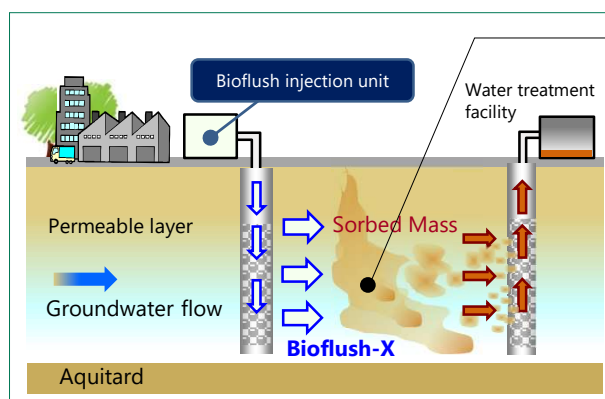 Bioflush injection unit
Water treatment
facility
Permeable layer
Sorbed Mass
Groundwater flow
Bioflush-X
Aquitard